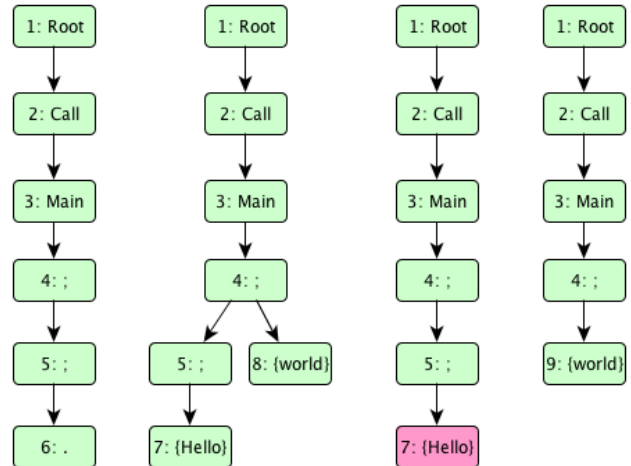 1: Root 1: Root 1: Root 1: Root
2: Call 2: Call 2: Call 2: Call
3: Main 3: Main 3: Main 3: Main
4: ; 4: ; 4: ; 4: ;
5: ; 5: ; 8: {world} 5: ; 9: {world}
6: . 7: {Hello} 7: {Hello}